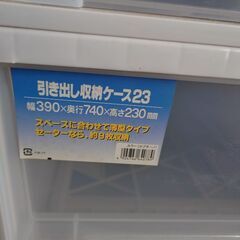 引き出し収納ケース23
幅390×奥行740×高さ230mm
スペースに合わせて薄型タイプ
セーターなら、約9枚収納